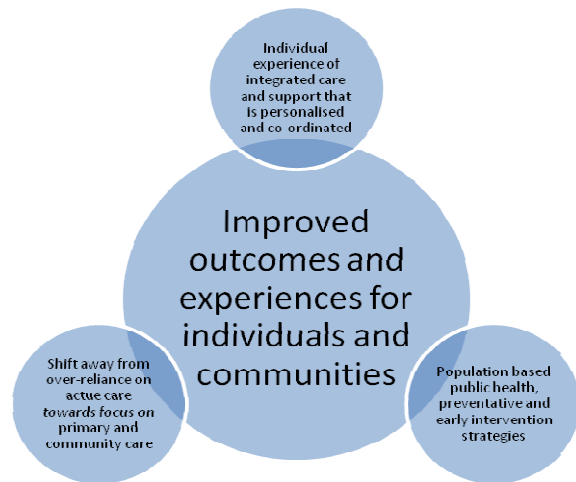 Individual
experience of
integrated care
and support that
is personalised
and co-ordinated
Improved
outcomes and
experiences for
individuals and
communities
Shift away from
over-reliance on
actue care
towards focus on
primary and
community care
Population based
public health,
preventative and
early intervention
strategies